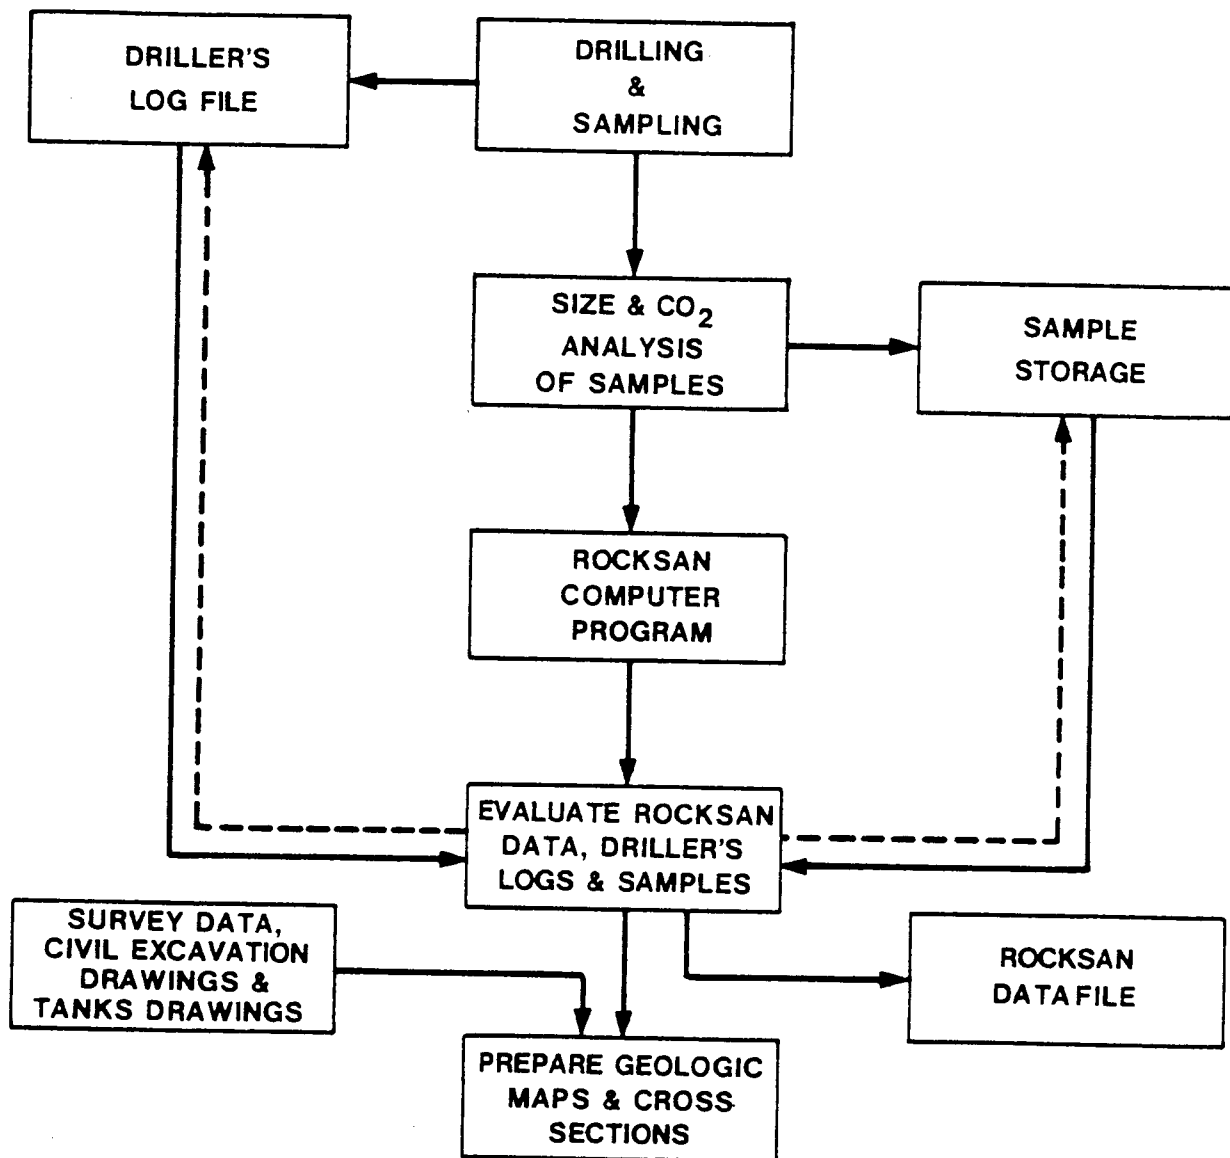 DRILLER'S
LOG FILE
DRILLING
&
SAMPLING
SIZE & CO2
ANALYSIS
OF SAMPLES
SAMPLE
STORAGE
ROCKSAN
COMPUTER
PROGRAM
EVALUATE ROCKSAN
DATA, DRILLER'S
LOGS & SAMPLES
SURVEY DATA,
CIVIL EXCAVATION
DRAWINGS &
TANKS DRAWINGS
ROCKSAN
DATA FILE
PREPARE GEOLOGIC
MAPS & CROSS
SECTIONS